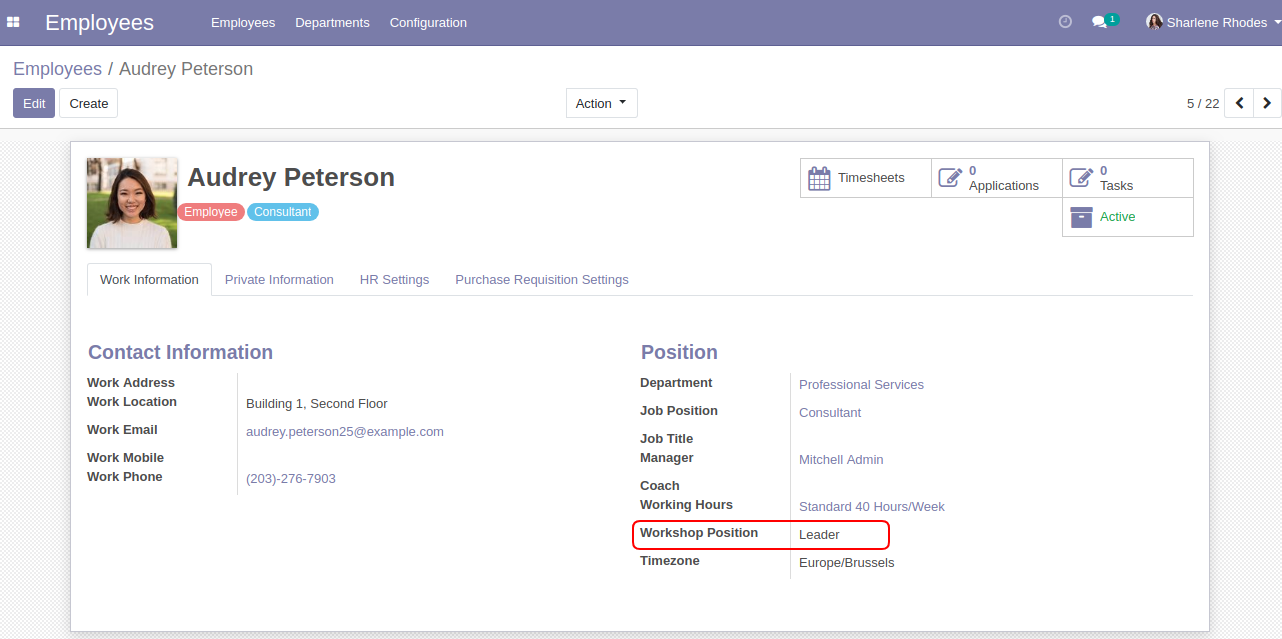 Employees Employees Departments Configuration 1 Sharlene Rhodes
Employees / Audrey Peterson
Edit Create Action 5 / 22
Audrey Peterson
Employee Consultant
Timesheets
0
Applications
0
Tasks
Active
Work Information Private Information HR Settings Purchase Requisition Settings
Contact Information
Work Address
Work Location Building 1, Second Floor
Work Email audrey.peterson25@example.com
Work Mobile
Work Phone (203)-276-7903
Position
Department Professional Services
Job Position Consultant
Job Title
Manager Mitchell Admin
Coach
Working Hours Standard 40 Hours/Week
Workshop Position Leader
Timezone Europe/Brussels